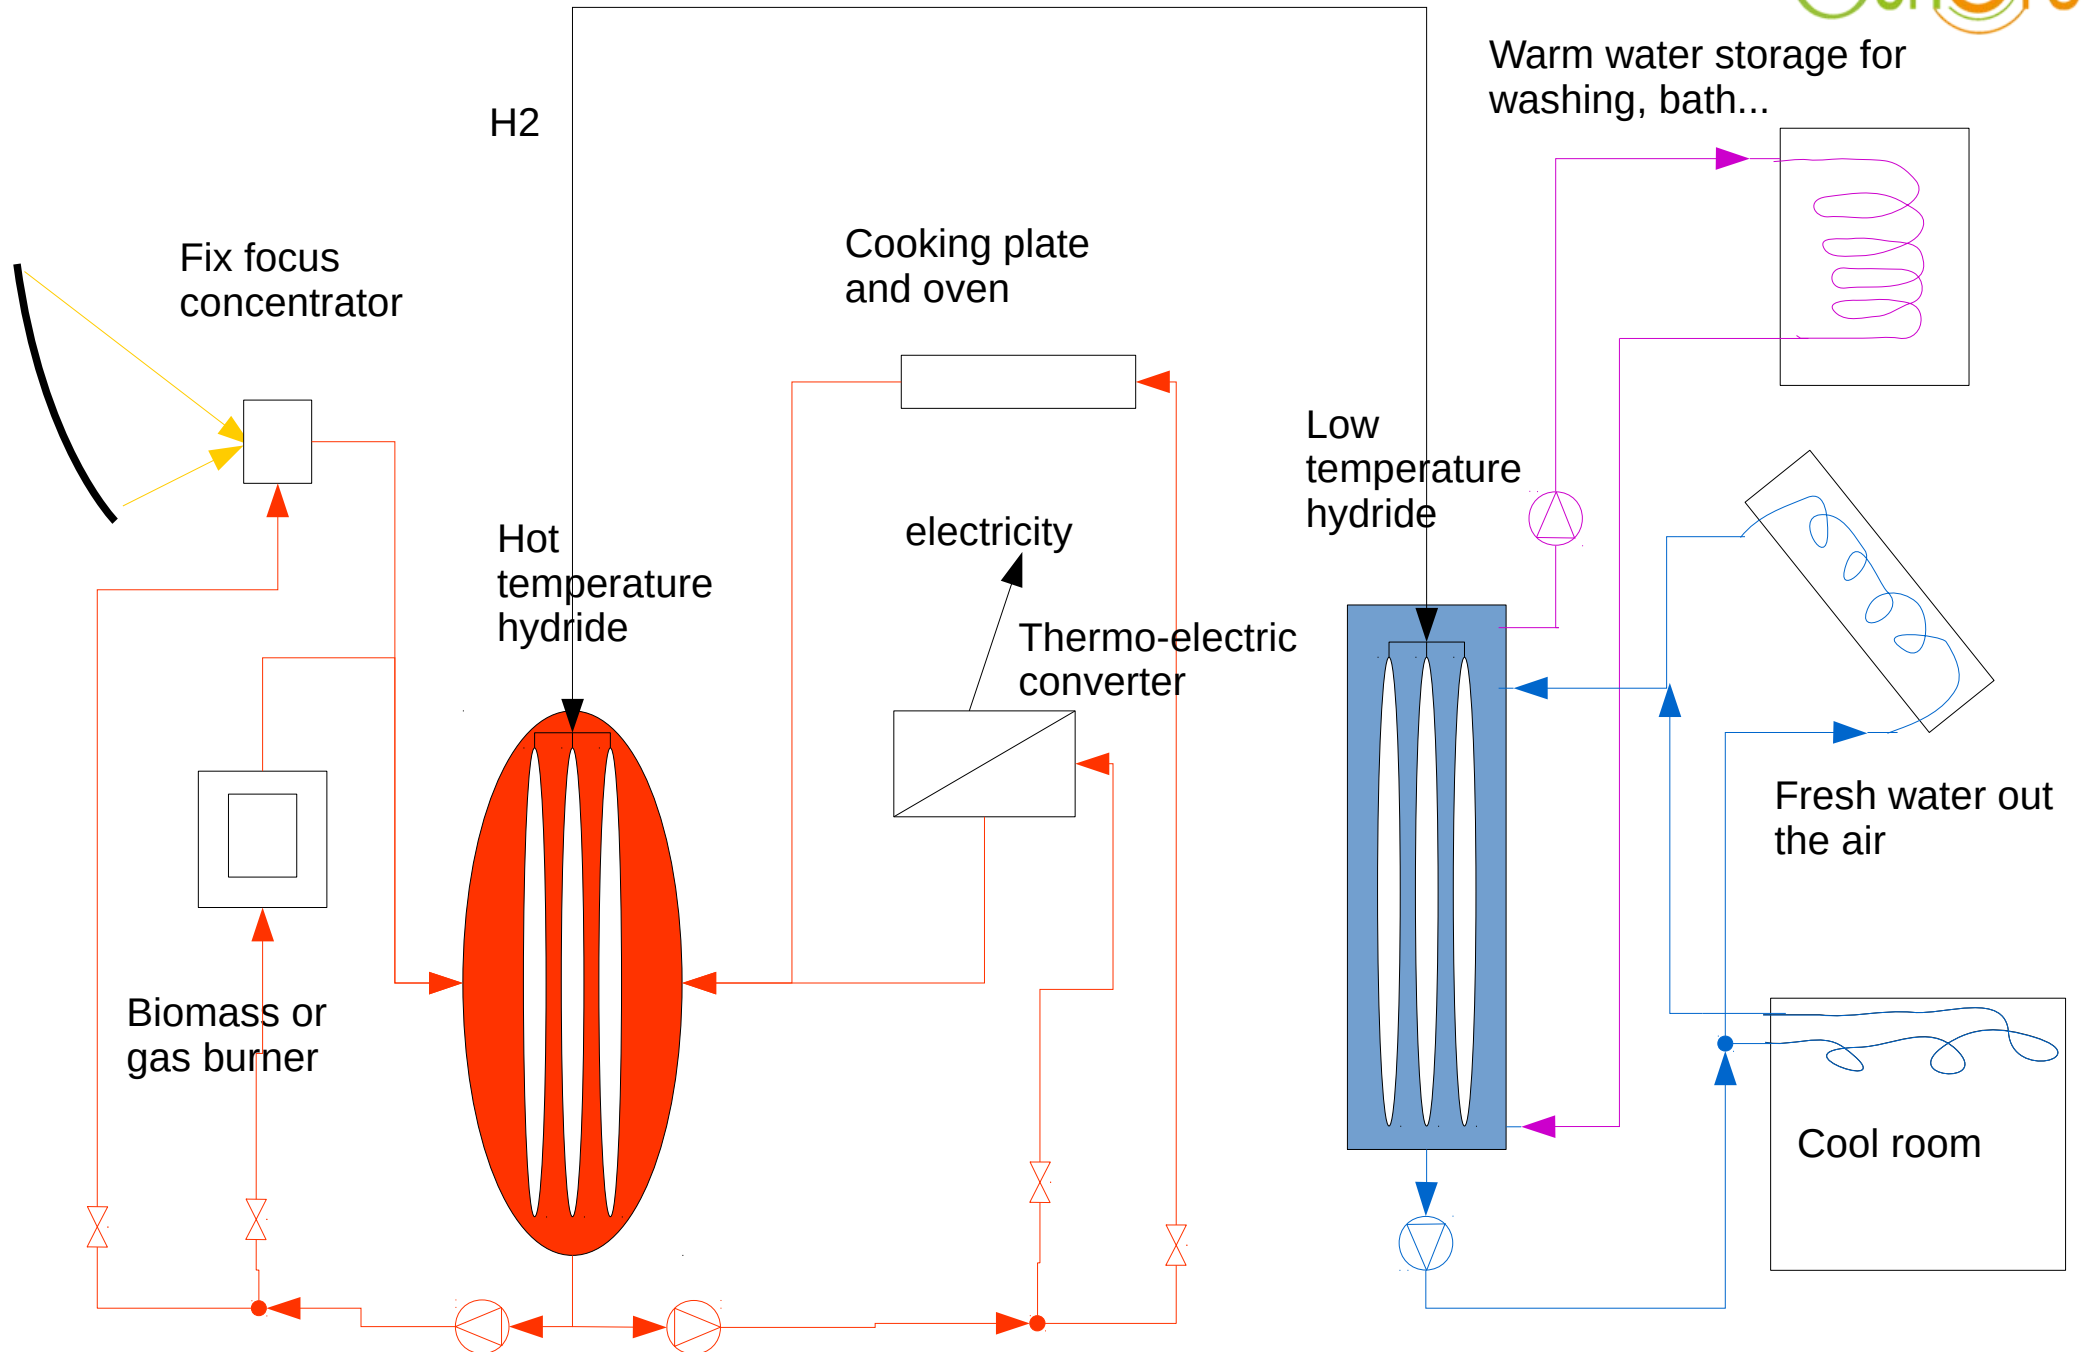 Warm water storage for
washing, bath...
H2
Fix focus
concentrator
Cooking plate
and oven
Low
temperature
hydride
Hot
temperature
hydride
electricity
Thermo-electric
converter
Fresh water out
the air
Biomass or
gas burner
Cool room